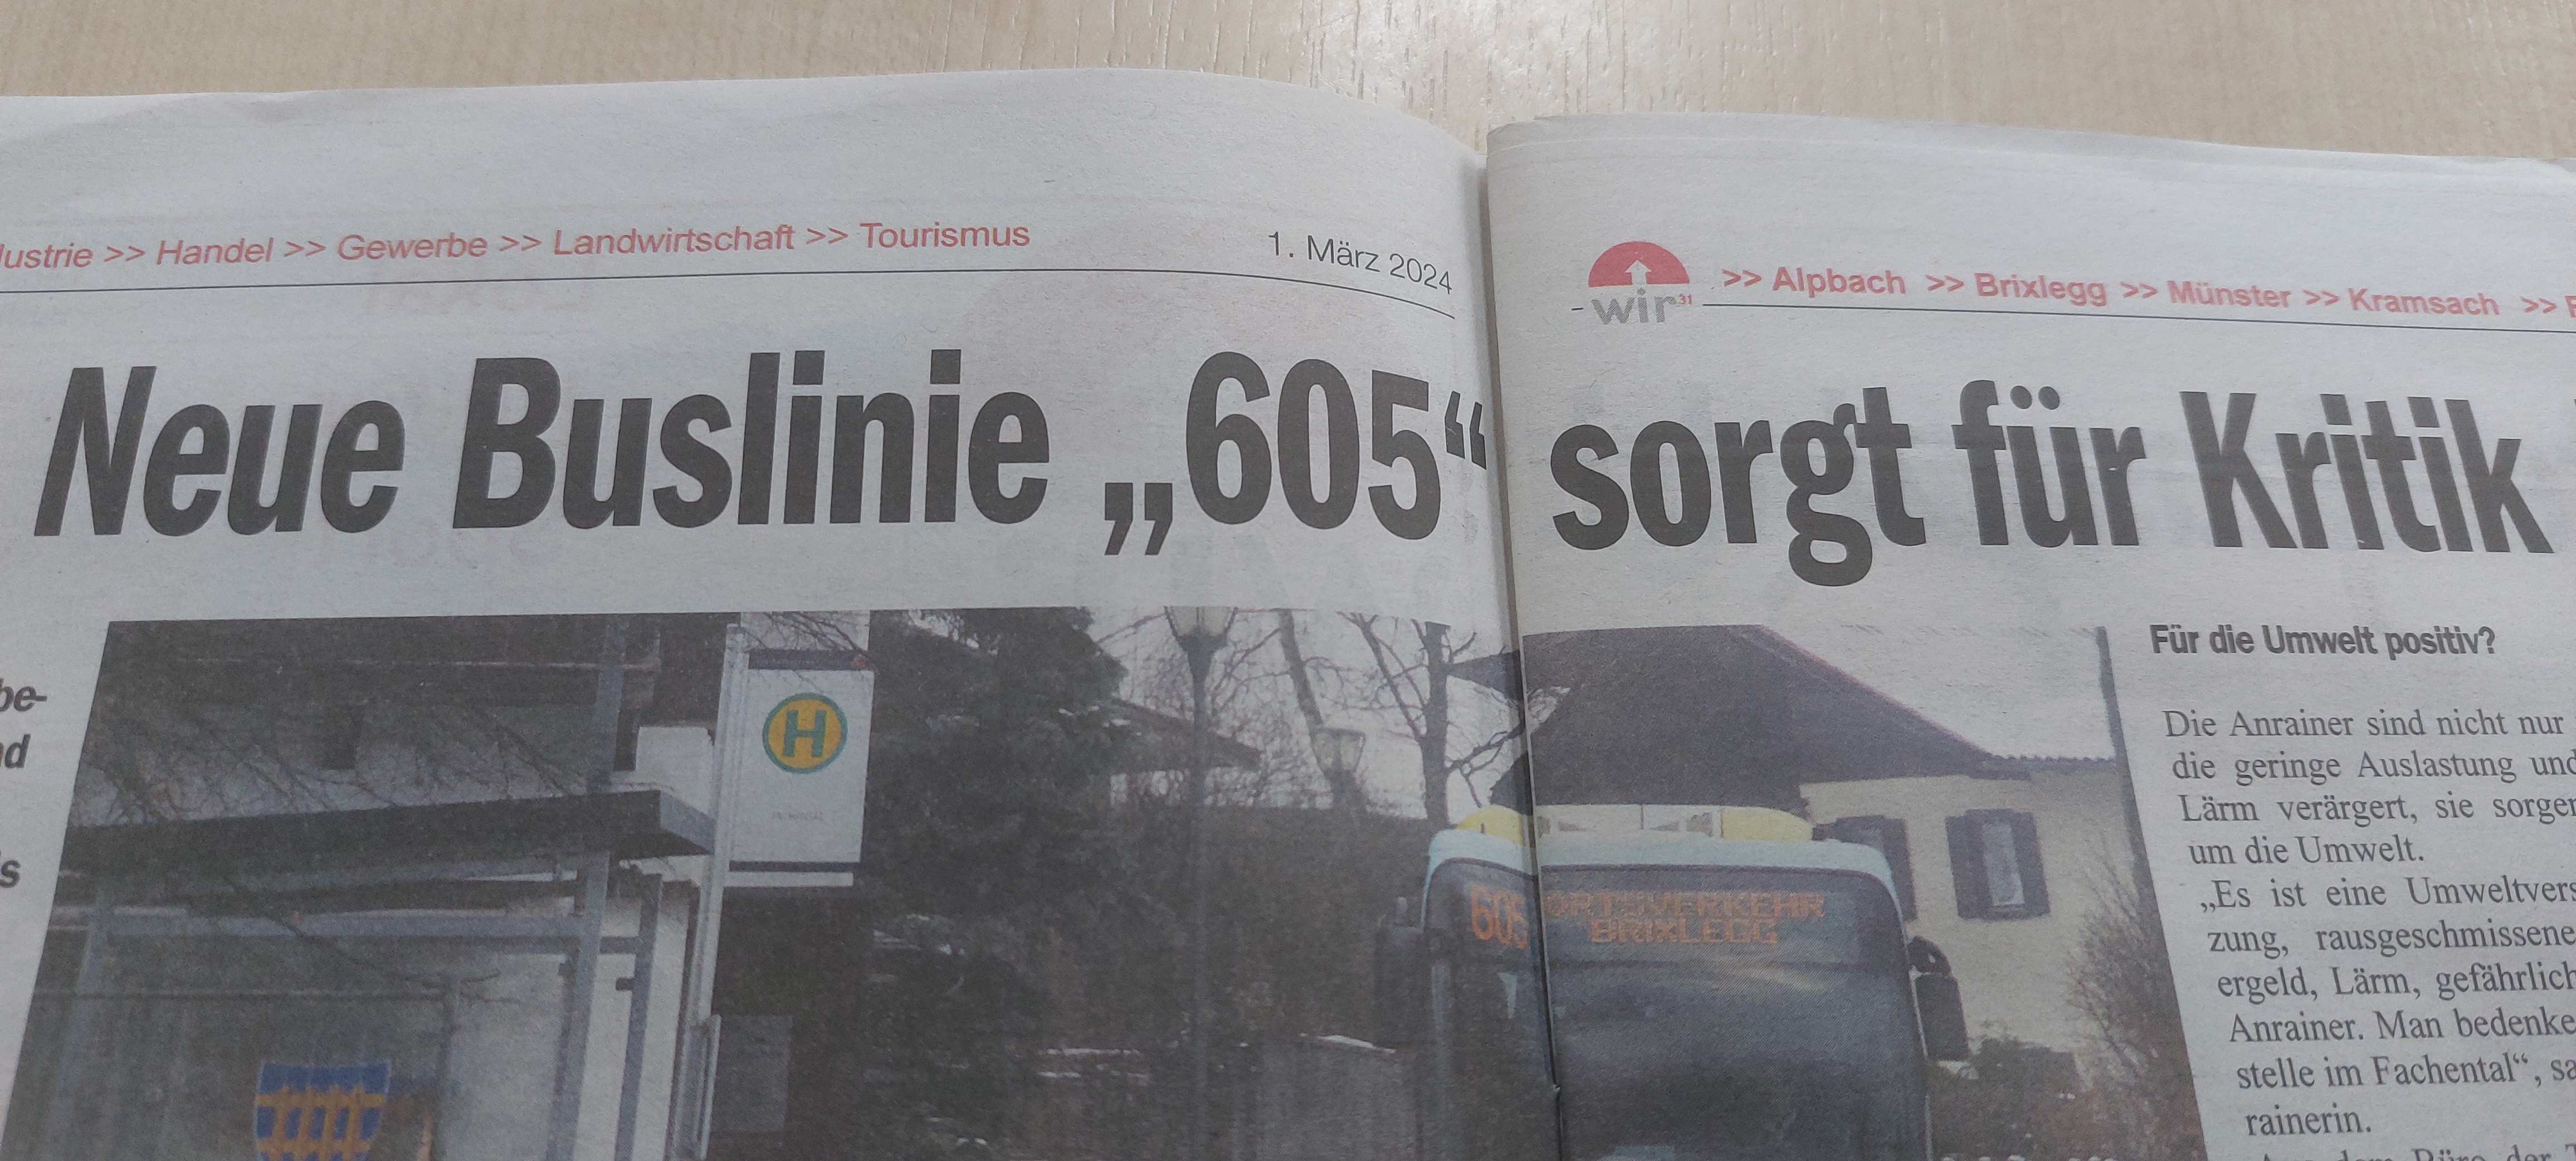 >> Handel >> Gewerbe >> Landwirtschaft >> Tourismus
1. März 2024
-wir31
>> Alpbach >> Brixlegg >> Münster >> Kramsach >>
Neue Buslinie „605“ sorgt für Kritik
H
605 ORTSVERKEHR
BRIXLEGG
Für die Umwelt positiv?
Die Anrainer sind nicht nur
die geringe Auslastung und
Lärm verärgert, sie sorgen
um die Umwelt.
„Es ist eine Umweltvers
zung, rausgeschmissene
ergeld, Lärm, gefährlich
Anrainer. Man bedenke
stelle im Fachental“, sa
rainerin.